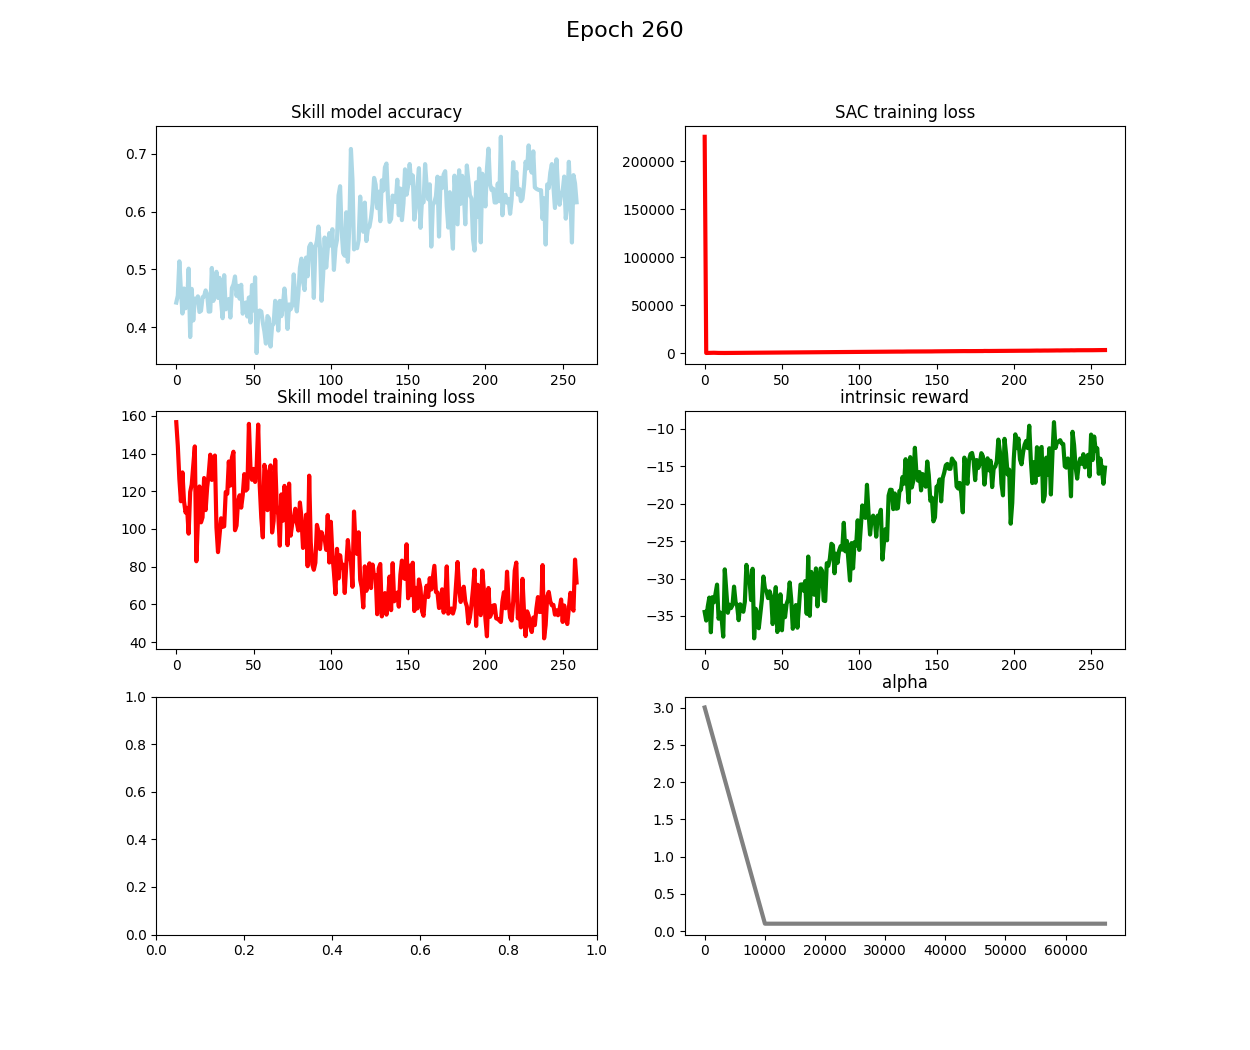 Epoch 260
Skill model accuracy
0.7
0.6
0.5
0.4
0 50 100 150 200 250
SAC training loss
200000
150000
100000
50000
0
0 50 100 150 200 250
Skill model training loss
160
140
120
100
80
60
40
0 50 100 150 200 250
intrinsic reward
−10
−15
−20
−25
−30
−35
0 50 100 150 200 250
1.0
0.8
0.6
0.4
0.2
0.0
0.0 0.2 0.4 0.6 0.8 1.0
alpha
3.0
2.5
2.0
1.5
1.0
0.5
0.0
0 10000 20000 30000 40000 50000 60000